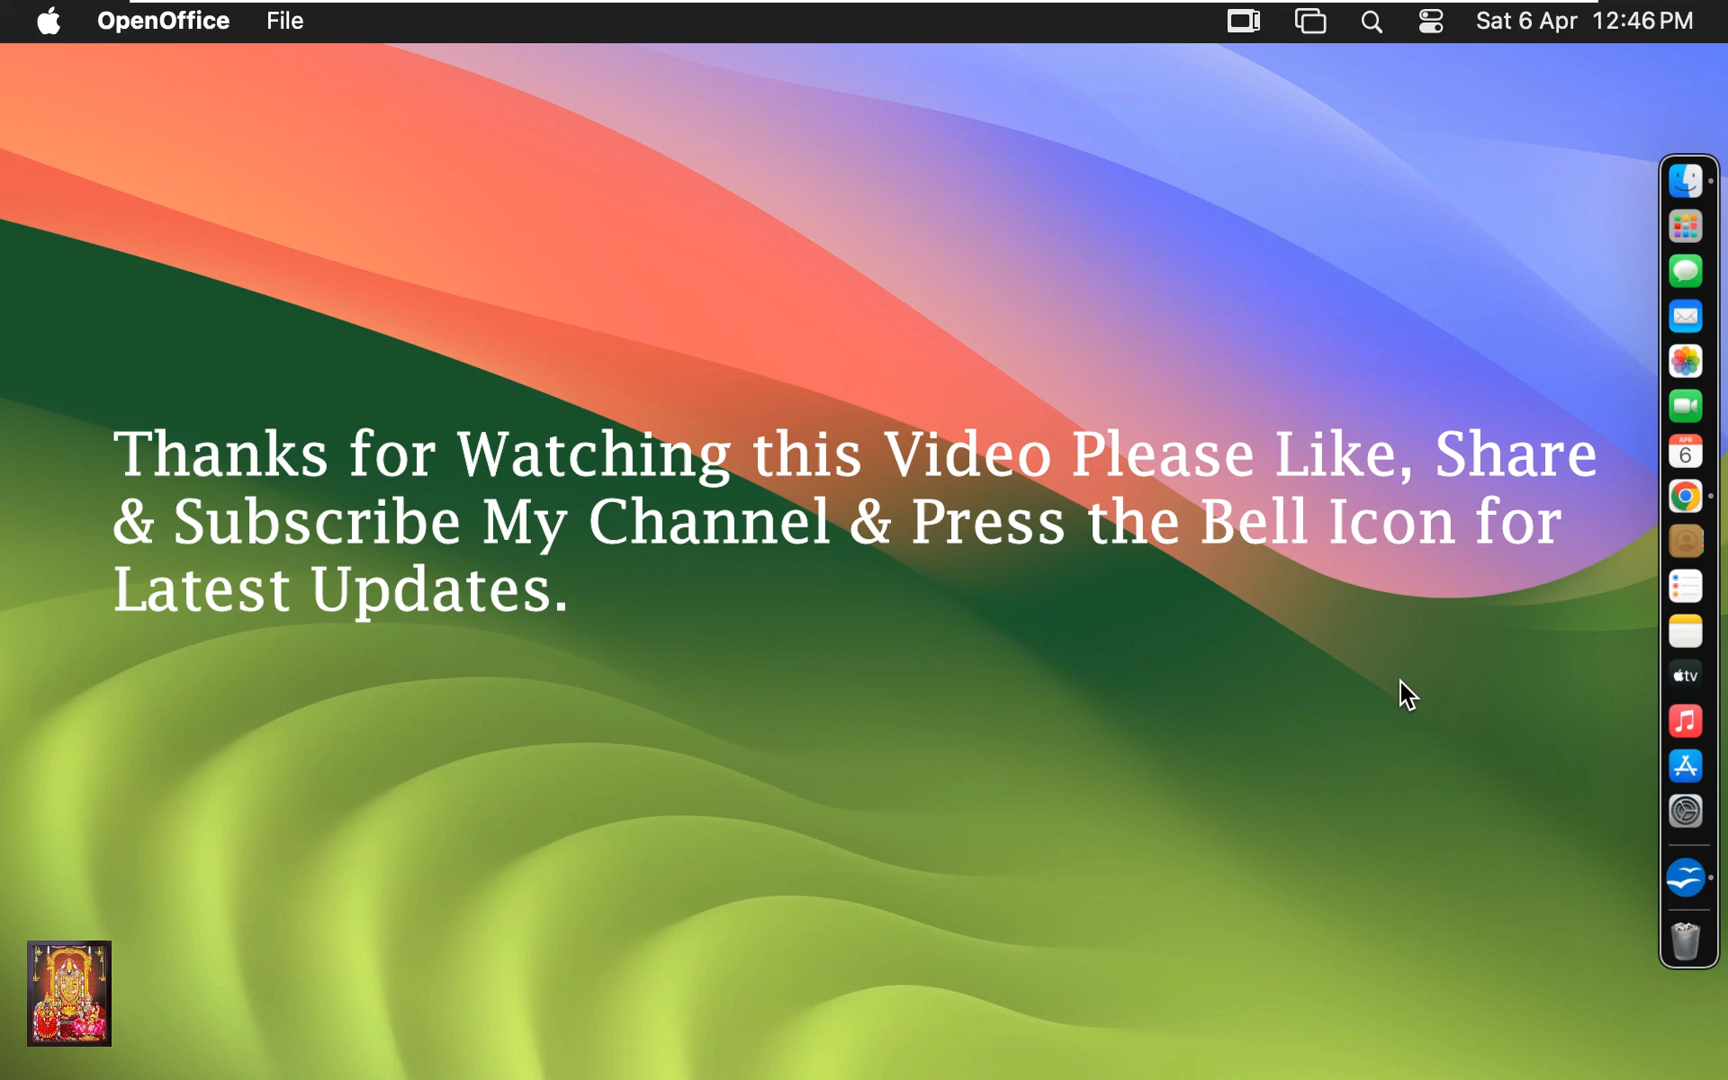 OpenOffice File Sat 6 Apr 12:46 PM
Thanks for Watching this Video Please Like, Share
& Subscribe My Channel & Press the Bell Icon for
Latest Updates.
APR
6
tv